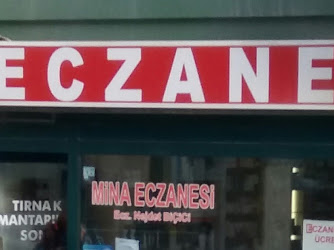 ECZANE
MİNA ECZANESİ
Ecz. Nejdet BIÇICI
TIRNAK
MANTARI
SON
ECZANE